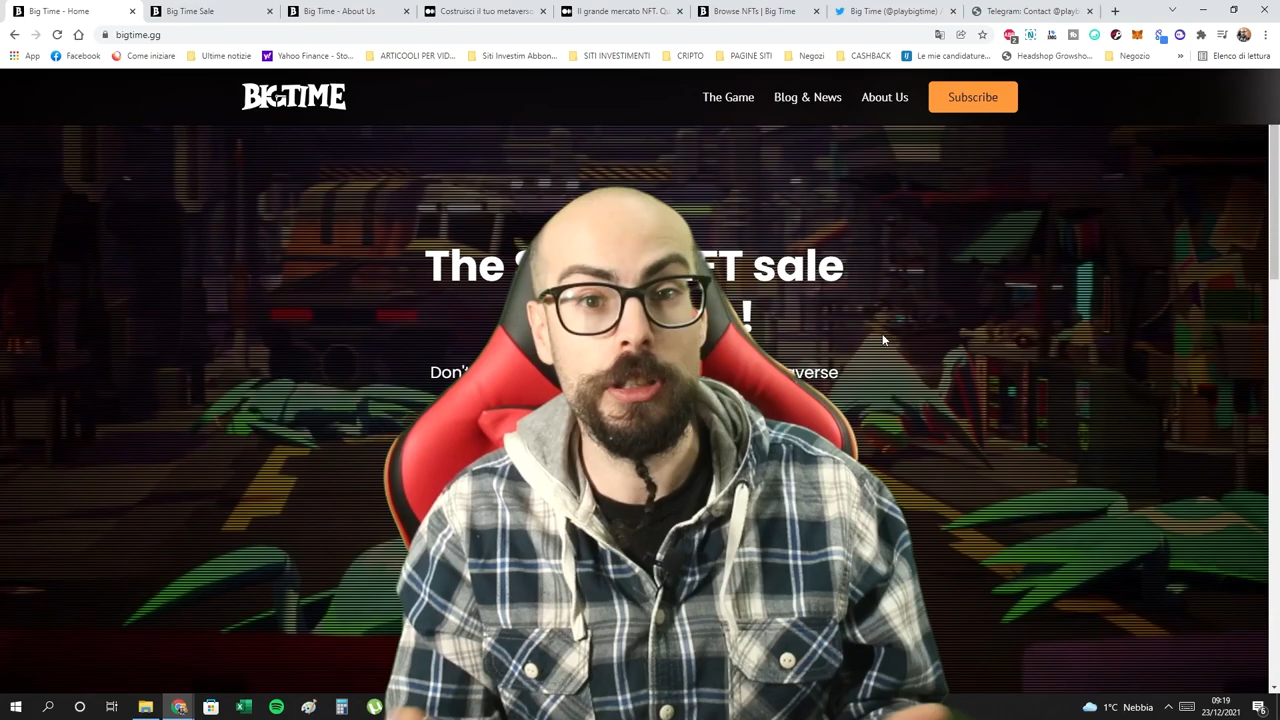 Big Time - Home
Big Time Sale
Big Time - About Us
Costruisci il tuo metavers
Il grande mercato NFT. Qu
Browse NFTs | Big Time
Big Time (@playbigtime) /
Telegram: Contact @playb
bigtime.gg
App
Facebook
Come iniziare
Ultime notizie
Yahoo Finance - Sto...
ARTICOOLI PER VID...
Siti Investim Abbon...
SITI INVESTIMENTI
CRIPTO
PAGINE SITI
Negozi
CASHBACK
Le mie candidature...
Headshop Growsho...
Negozio
»
Elenco di lettura
BIGTIME
The Game
Blog & News
About Us
Subscribe
The
FT sale
!
Don't
averse
1°C Nebbia
09:19
23/12/2021